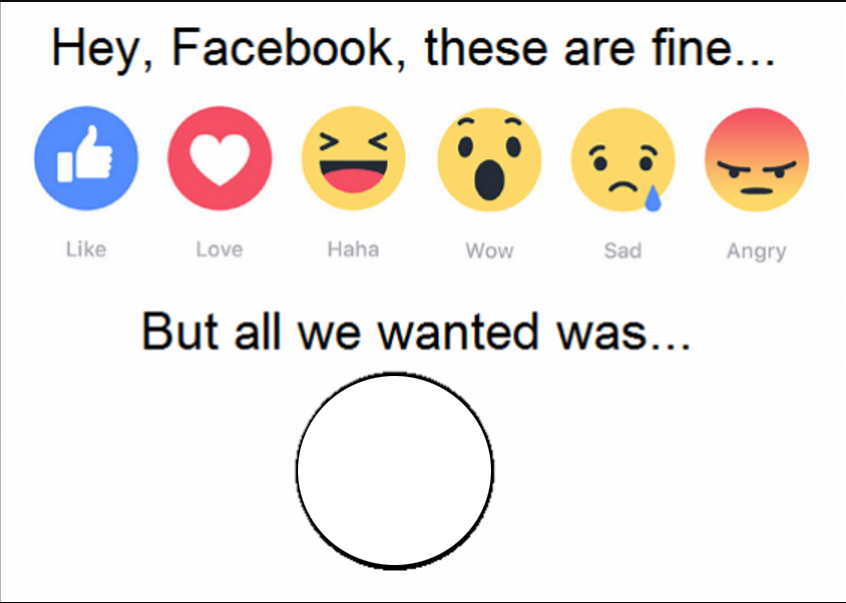 Hey, Facebook, these are fine...
Like Love Haha Wow Sad Angry
But all we wanted was...